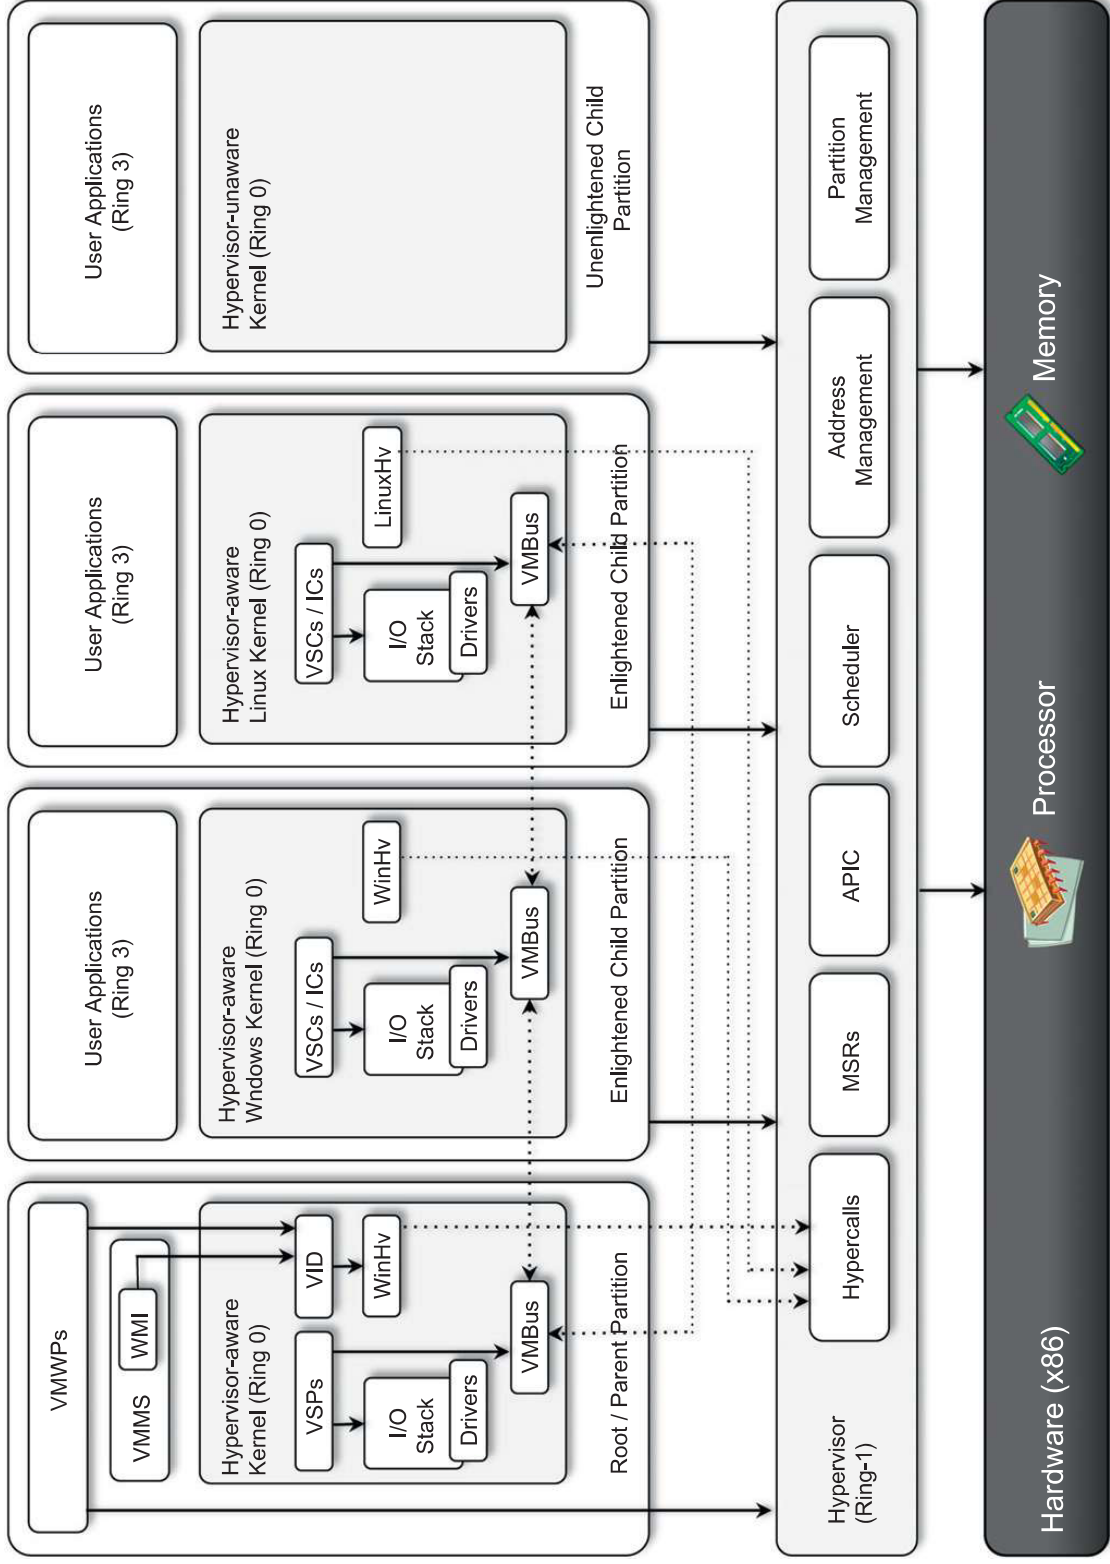 VMWPs
VMMS
WMI
Hypervisor-aware
Kernel (Ring 0)
VSPs
VID
I/O
Stack
Drivers
WinHv
VMBus
Root / Parent Partition
User Applications
(Ring 3)
Hypervisor-aware
Wndows Kernel (Ring 0)
VSCs / ICs
I/O
Stack
Drivers
WinHv
VMBus
Enlightened Child Partition
User Applications
(Ring 3)
Hypervisor-aware
Linux Kernel (Ring 0)
VSCs / ICs
I/O
Stack
Drivers
LinuxHv
VMBus
Enlightened Child Partition
User Applications
(Ring 3)
Hypervisor-unaware
Kernel (Ring 0)
Unenlightened Child
Partition
Hypervisor
(Ring-1)
Hypercalls
MSRs
APIC
Scheduler
Address
Management
Partition
Management
Hardware (x86)
Processor
Memory